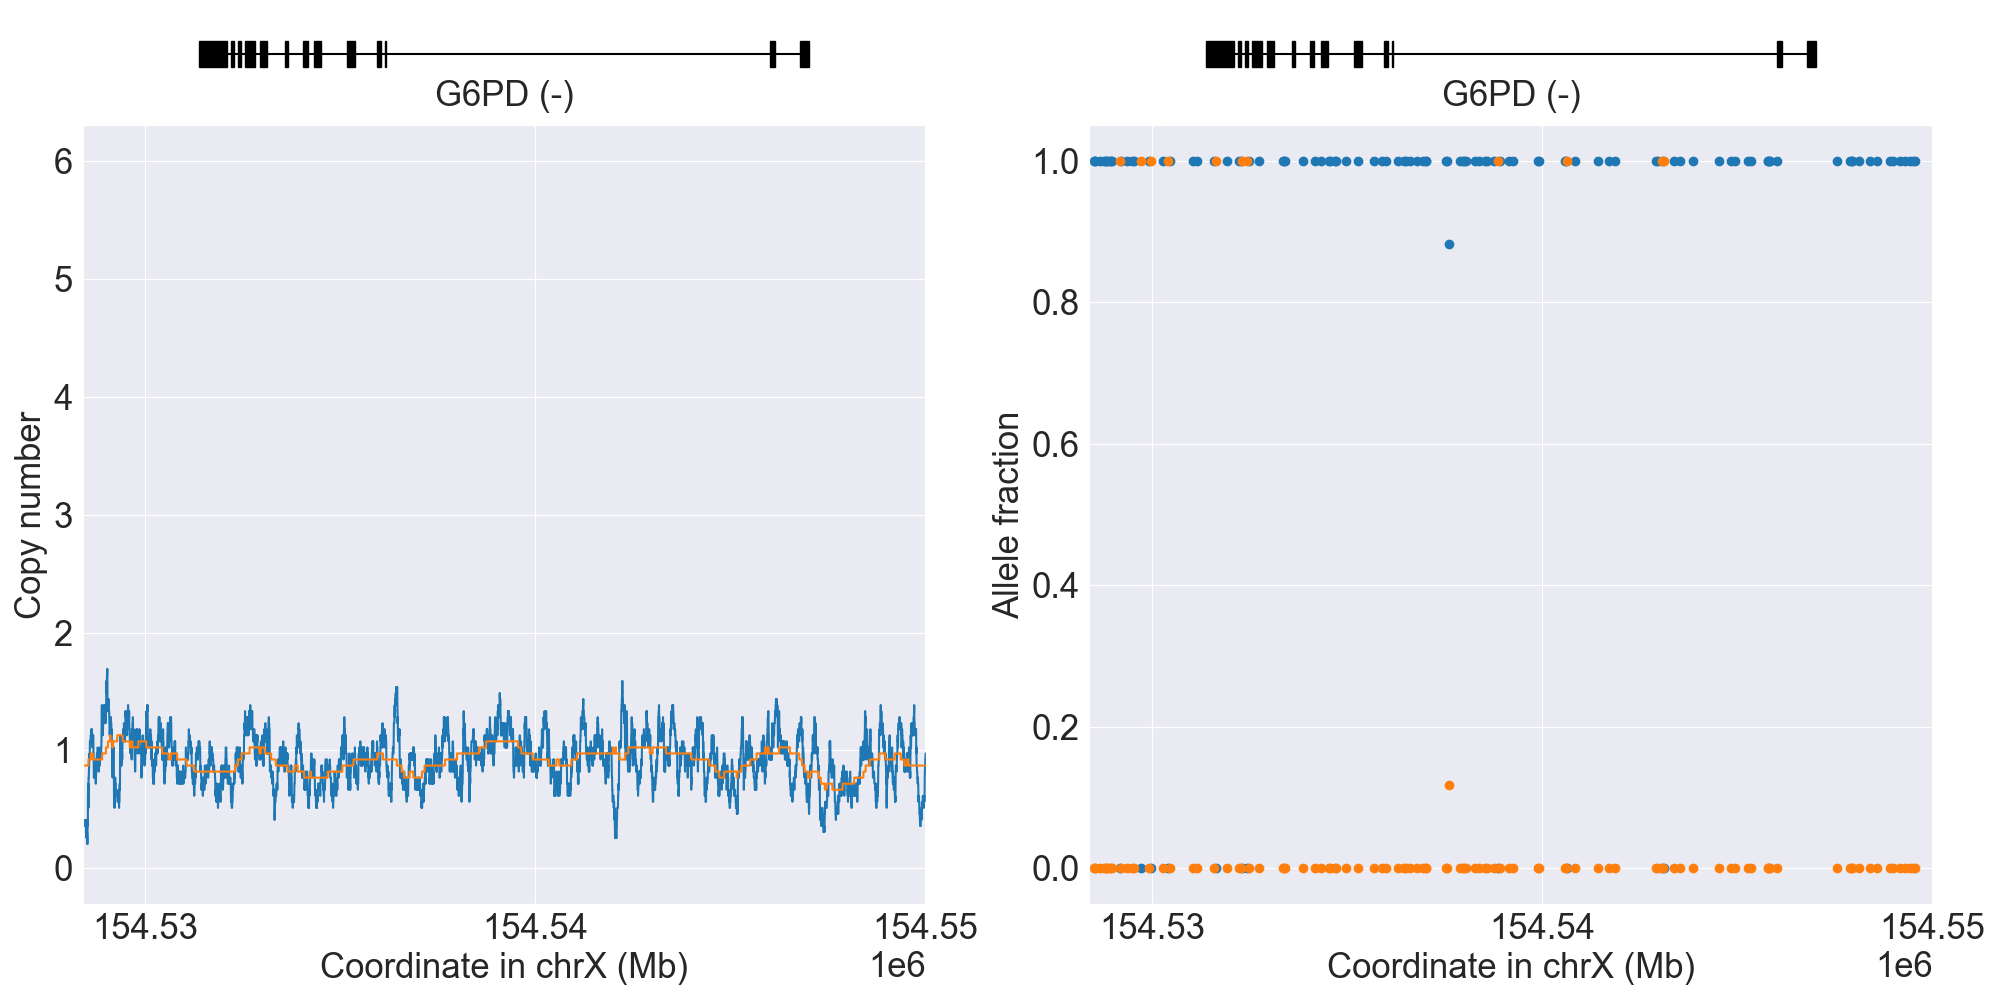 G6PD (-)
6
5
4
3
2
1
0
Copy number
154.53 154.54 154.55
Coordinate in chrX (Mb)
1e6
G6PD (-)
1.0
0.8
0.6
0.4
0.2
0.0
Allele fraction
154.53 154.54 154.55
Coordinate in chrX (Mb)
1e6